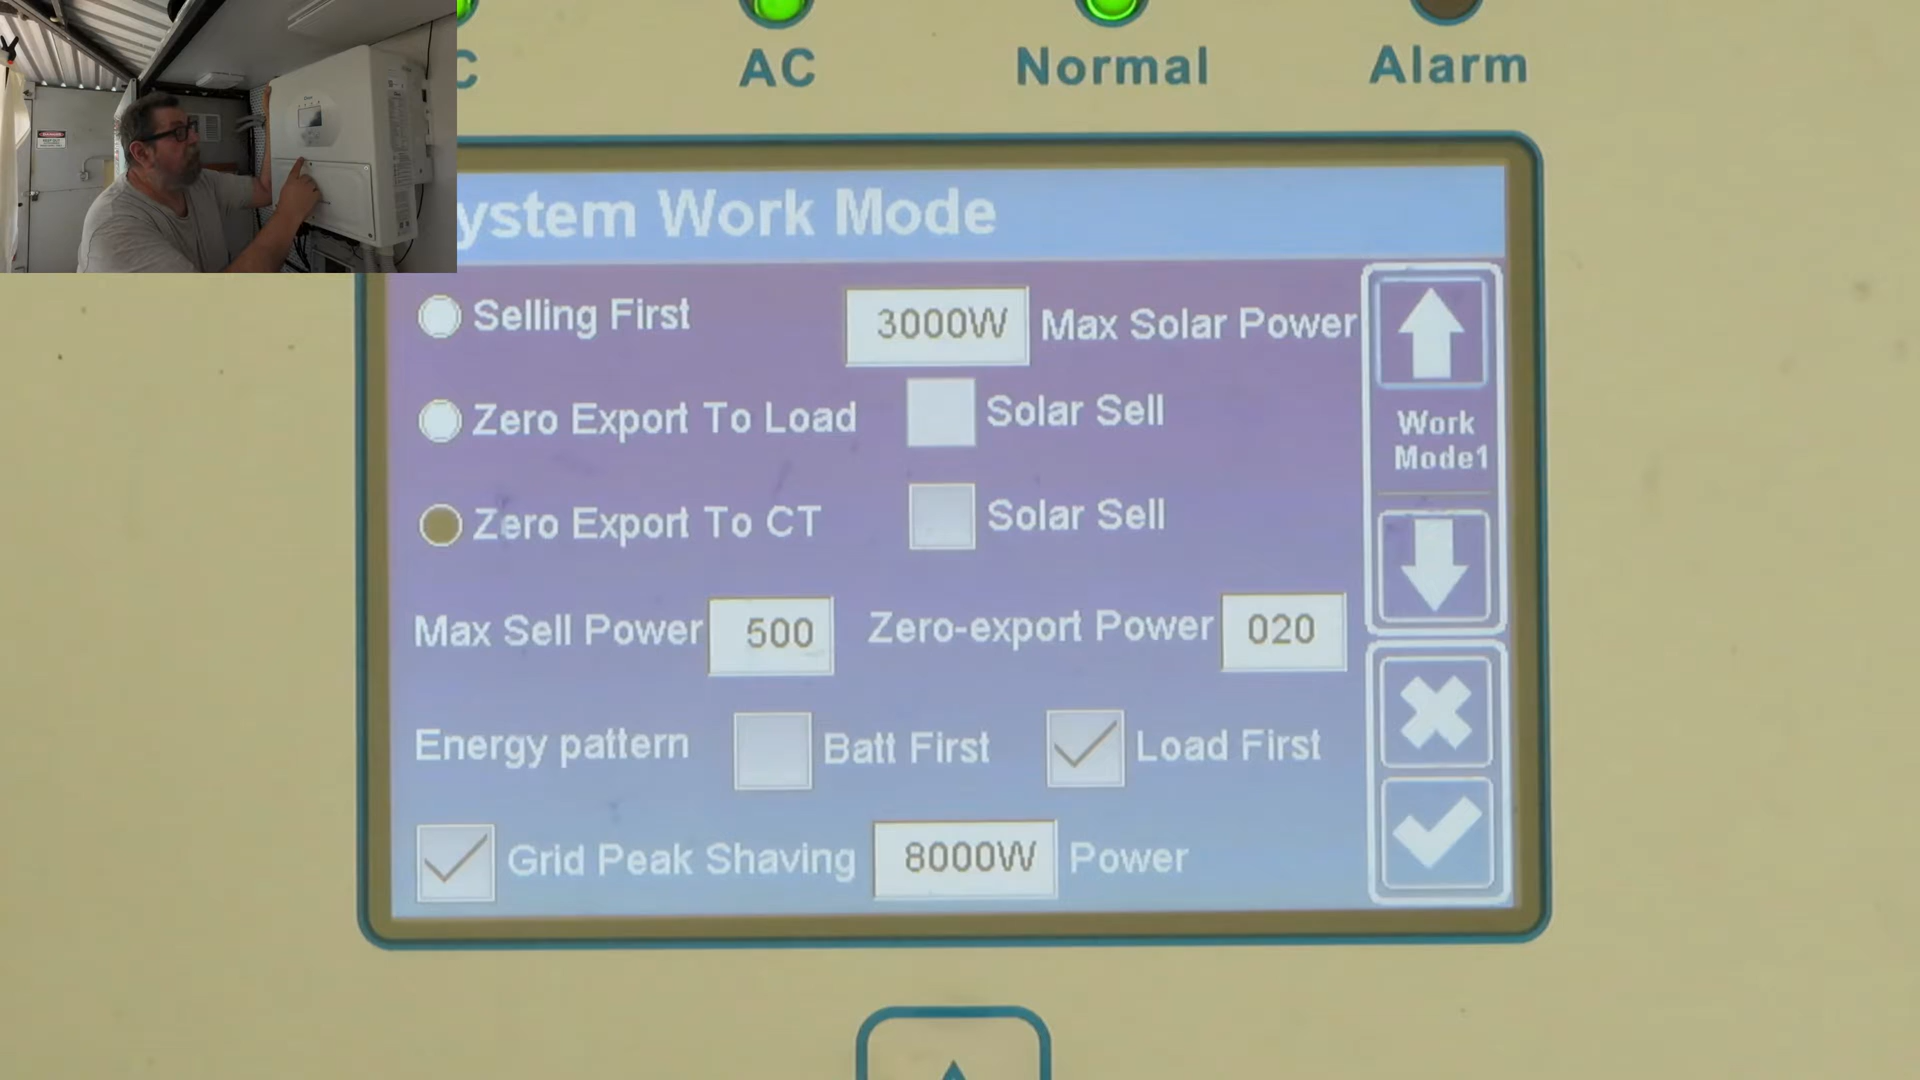 C
AC
Normal
Alarm
ystem Work Mode
Selling First
3000W
Max Solar Power
Zero Export To Load
Solar Sell
Work
Mode1
Zero Export To CT
Solar Sell
Max Sell Power
500
Zero-export Power
020
Energy pattern
Batt First
Load First
Grid Peak Shaving
8000W
Power